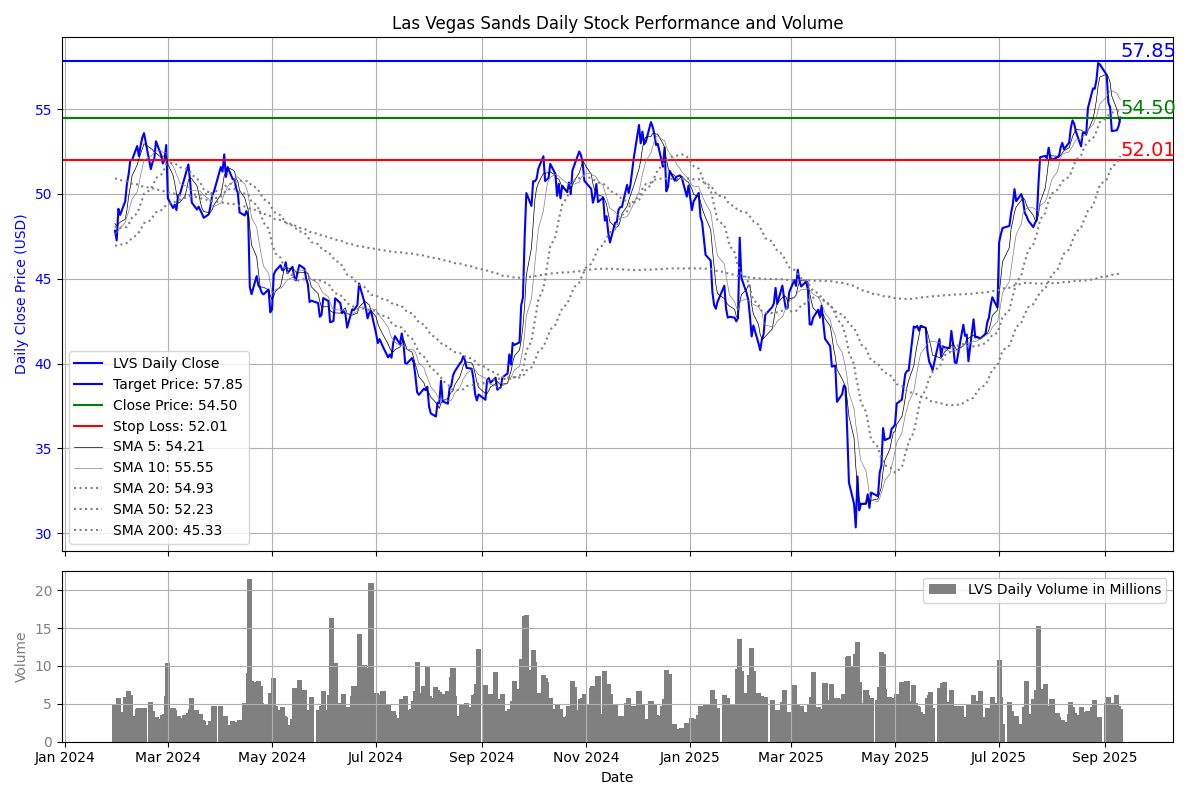 Las Vegas Sands Daily Stock Performance and Volume
57.85
54.50
52.01
55
50
45
40
35
30
Daily Close Price (USD)
LVS Daily Close
Target Price: 57.85
Close Price: 54.50
Stop Loss: 52.01
SMA 5: 54.21
SMA 10: 55.55
SMA 20: 54.93
SMA 50: 52.23
SMA 200: 45.33
20
15
10
5
0
Volume
LVS Daily Volume in Millions
Jan 2024 Mar 2024 May 2024 Jul 2024 Sep 2024 Nov 2024 Jan 2025 Mar 2025 May 2025 Jul 2025 Sep 2025
Date